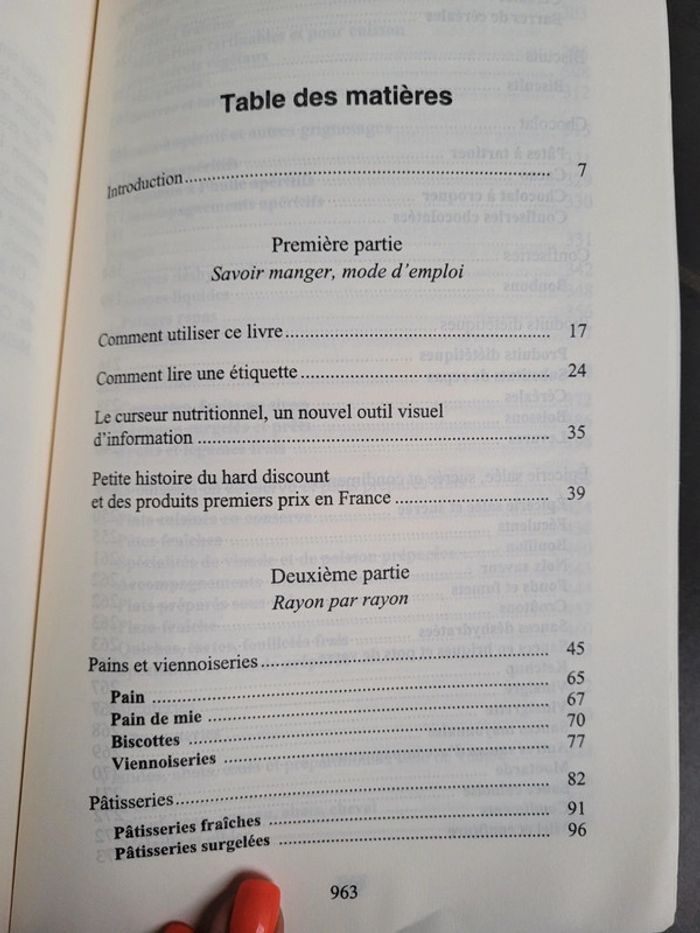 Table des matières
Introduction 7
Première partie
Savoir manger, mode d'emploi
Comment utiliser ce livre 17
Comment lire une étiquette 24
Le curseur nutritionnel, un nouvel outil visuel
d'information 35
Petite histoire du hard discount
et des produits premiers prix en France 39
Deuxième partie
Rayon par rayon
Pains et viennoiseries 45
Pain 65
Pain de mie 67
Biscottes 70
Viennoiseries 77
Pâtisseries 82
Pâtisseries fraîches 91
Pâtisseries surgelées 96
963